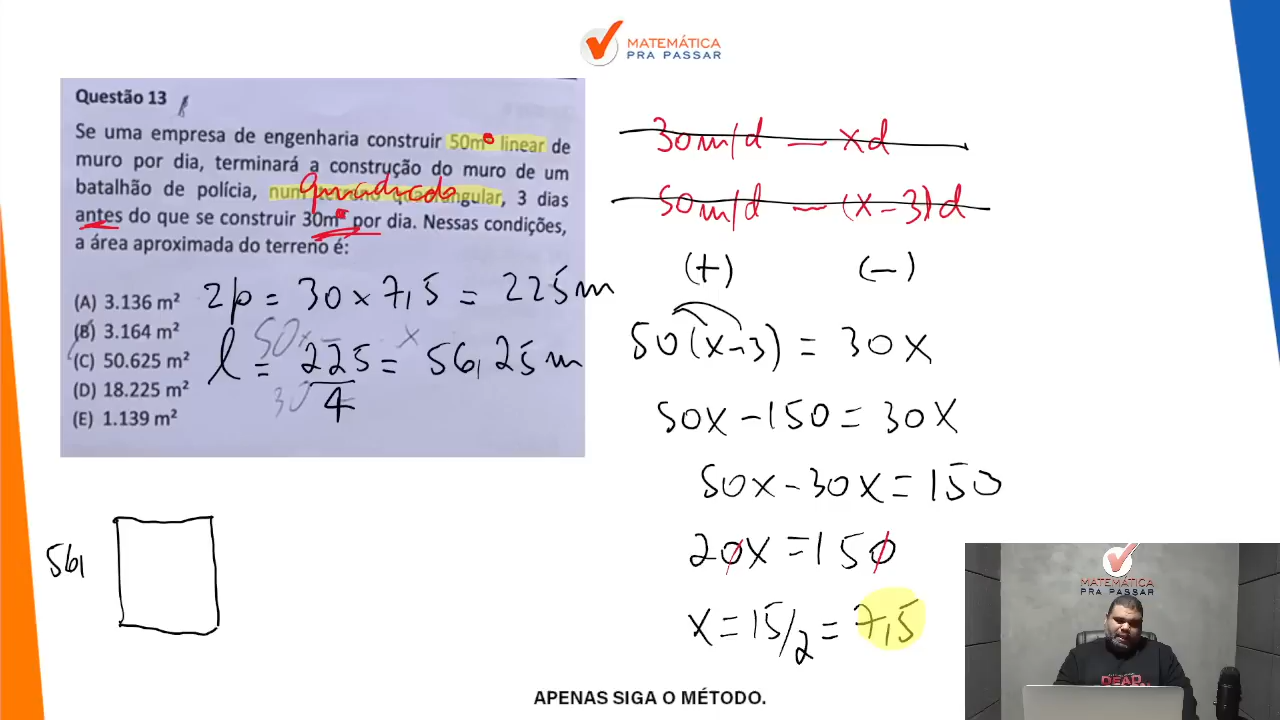 MATEMÁTICA
PRA PASSAR
Questão 13
Se uma empresa de engenharia construir 50m linear de
muro por dia, terminará a construção do muro de um
batalhão de polícia, num terreno quadrangular, 3 dias
quadrado
antes do que se construir 30m por dia. Nessas condições,
a área aproximada do terreno é:
(A) 3.136 m²
(B) 3.164 m²
(C) 50.625 m²
(D) 18.225 m²
(E) 1.139 m²
2p = 30 x 7,5 = 225m
50x x
l = 225 = 56,25 m
30 4
30m/d — xd
50m/d — (x-3)d
(+) (-)
50(x-3) = 30x
50x - 150 = 30x
50x - 30x = 150
20x = 150
x = 15/2 = 7,5
56,
MATEMÁTICA
PRA PASSAR
DEAD
APENAS SIGA O MÉTODO.